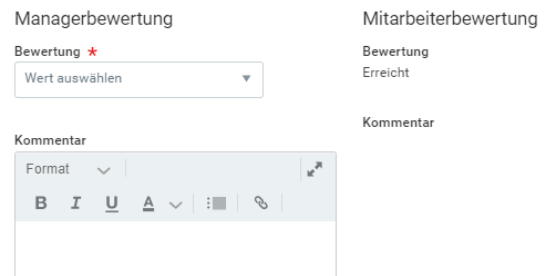 Managerbewertung
Bewertung *
Wert auswählen
Kommentar
Format
B I U A
Mitarbeiterbewertung
Bewertung
Erreicht
Kommentar